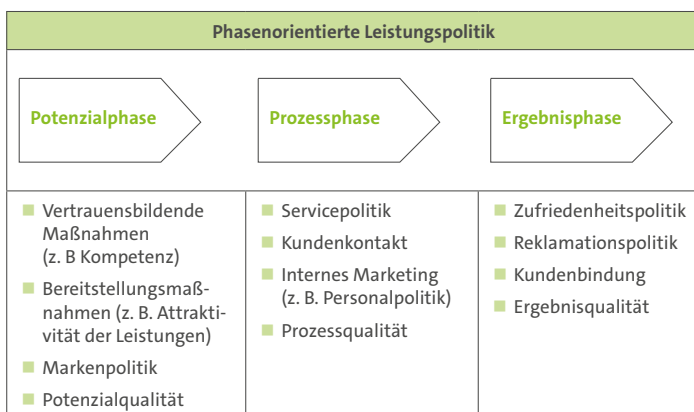 Phasenorientierte Leistungspolitik
Potenzialphase
Prozessphase
Ergebnisphase
Vertrauensbildende
Maßnahmen
(z. B Kompetenz)
Bereitstellungsmaß-
nahmen (z. B. Attrakti-
vität der Leistungen)
Markenpolitik
Potenzialqualität
Servicepolitik
Kundenkontakt
Internes Marketing
(z. B. Personalpolitik)
Prozessqualität
Zufriedenheitspolitik
Reklamationspolitik
Kundenbindung
Ergebnisqualität